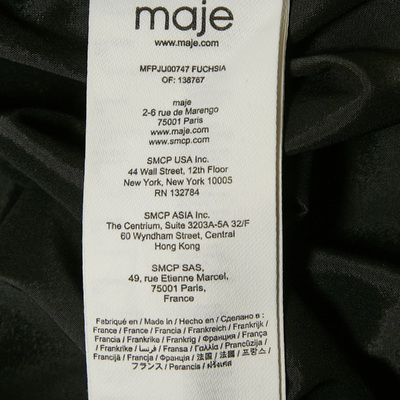 maje
www.maje.com
MFPJU00747 FUCHSIA
OF: 138787
maje
2-6 rue de Marengo
75001 Paris
www.maje.com
www.smcp.com
SMCP USA Inc.
44 Wall Street, 12th Floor
New York, New York 10005
RN 132784
SMCP ASIA Inc.
The Centrium, Suite 3203A-5A 32/F
60 Wyndham Street, Central
Hong Kong
SMCP SAS,
49, rue Etienne Marcel,
75001 Paris,
France
Fabriqué en / Made in / Hecho en / Сделано в :
France / France / Francia / Frankreich / Frankrijk /
Francia / Frankrike / Frankrig / Франция / França
/ Frankrike / فرنسا / Fransa / Γαλλία / Prancūzija /
Francijā / Francja / Франція / 法国 / 法國 / 프랑스 /
フランス / Perancis / ฝรั่งเศส